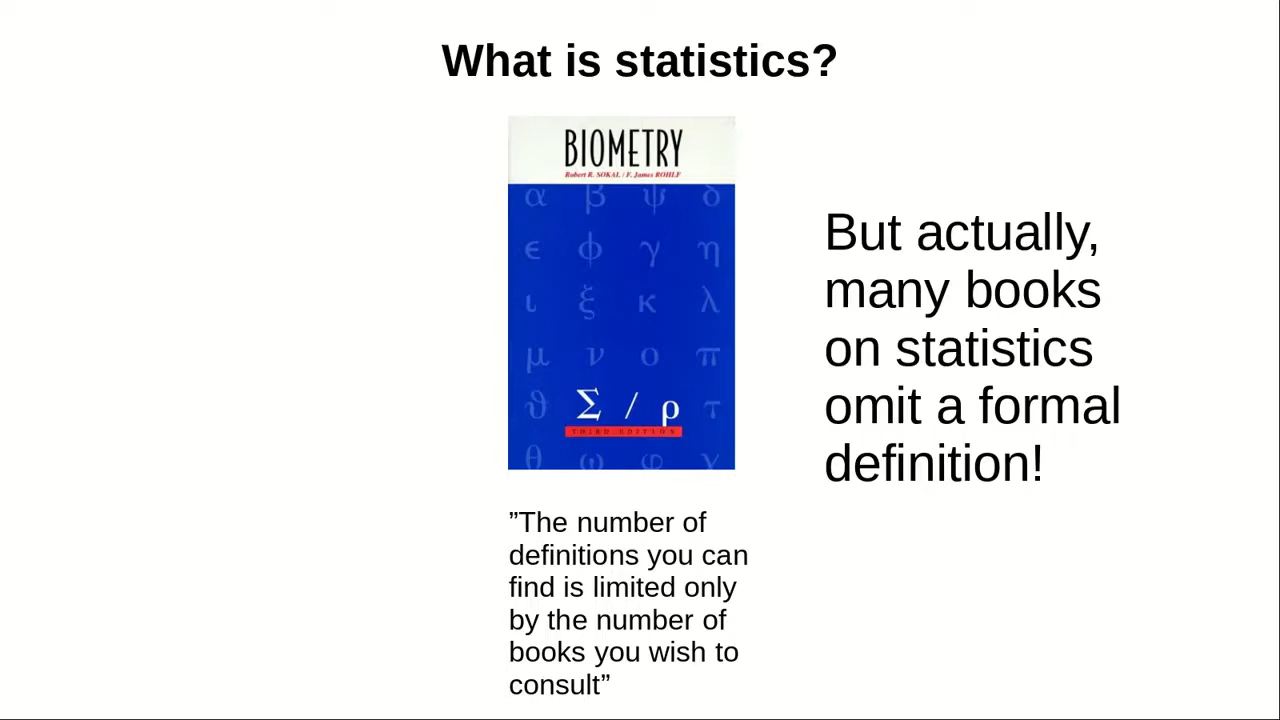 What is statistics?
BIOMETRY
Robert R. SOKAL / F. James ROHLF
α β ψ δ
ϵ ϕ γ η
ι ξ κ λ
μ ν ο π
ϑ Σ / ρ τ
THIRD EDITION
θ ω φ γ
But actually,
many books
on statistics
omit a formal
definition!
”The number of
definitions you can
find is limited only
by the number of
books you wish to
consult”